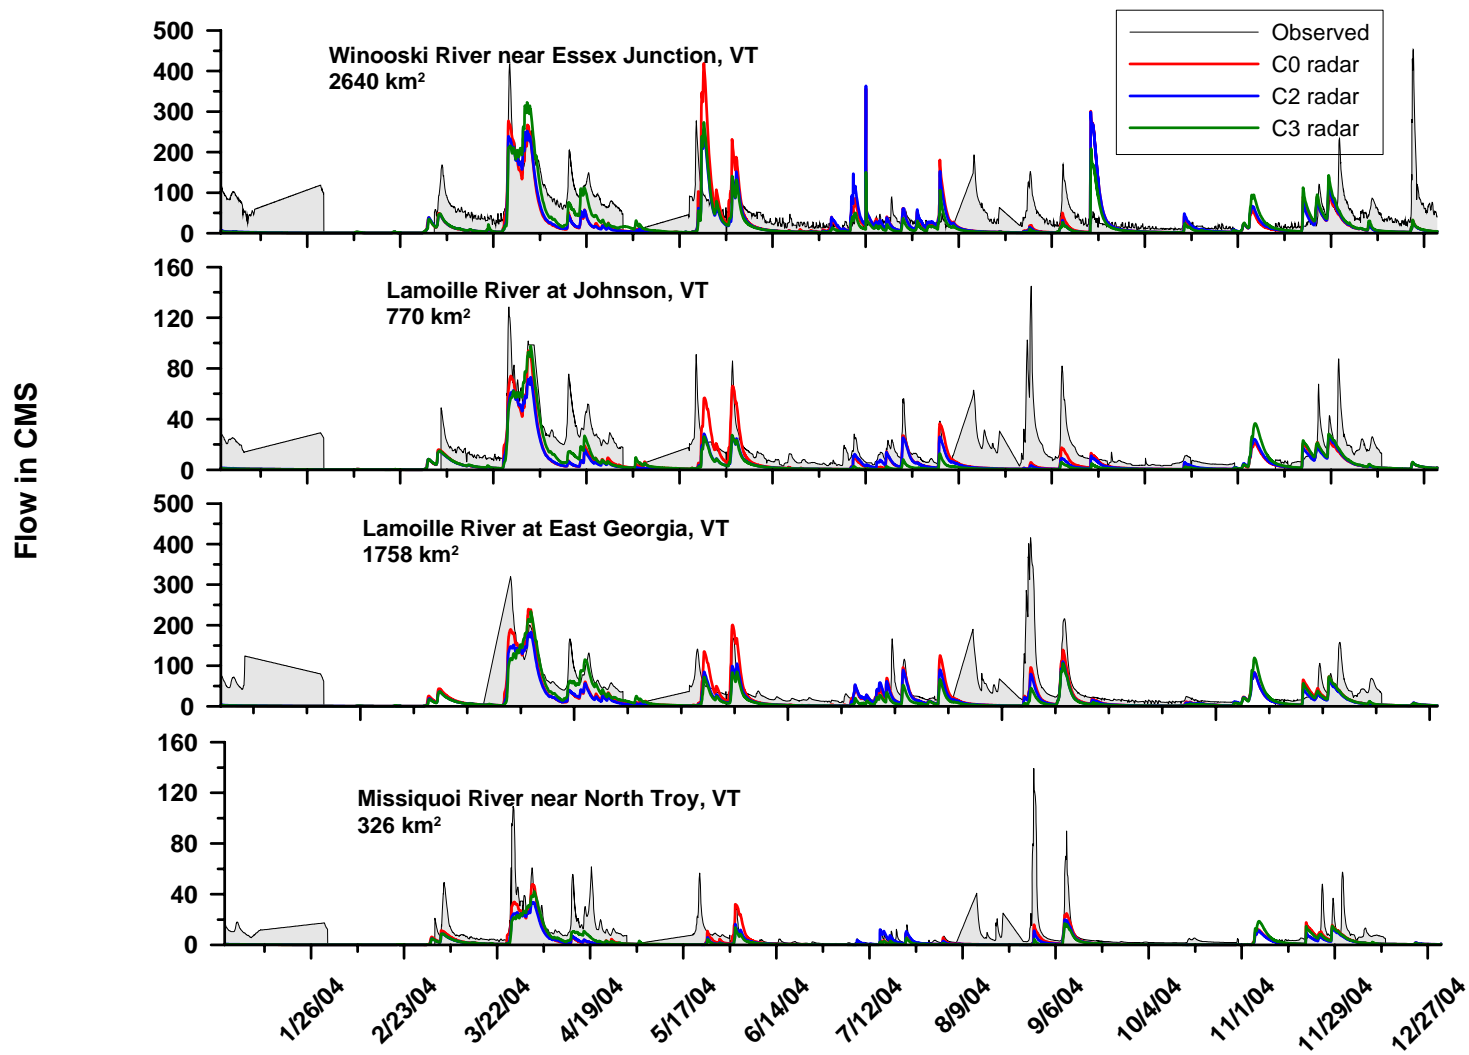 Observed
C0 radar
C2 radar
C3 radar
Winooski River near Essex Junction, VT
2640 km²
500
400
300
200
100
0
Lamoille River at Johnson, VT
770 km²
160
120
80
40
0
Flow in CMS
Lamoille River at East Georgia, VT
1758 km²
500
400
300
200
100
0
Missiquoi River near North Troy, VT
326 km²
160
120
80
40
0
1/26/04
2/23/04
3/22/04
4/19/04
5/17/04
6/14/04
7/12/04
8/9/04
9/6/04
10/4/04
11/1/04
11/29/04
12/27/04